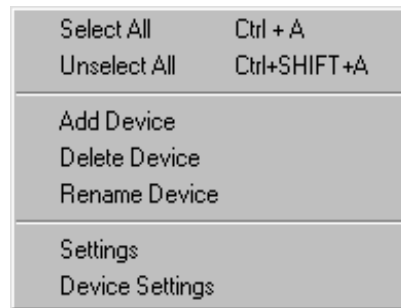 Select All Ctrl + A
Unselect All Ctrl+SHIFT+A
Add Device
Delete Device
Rename Device
Settings
Device Settings